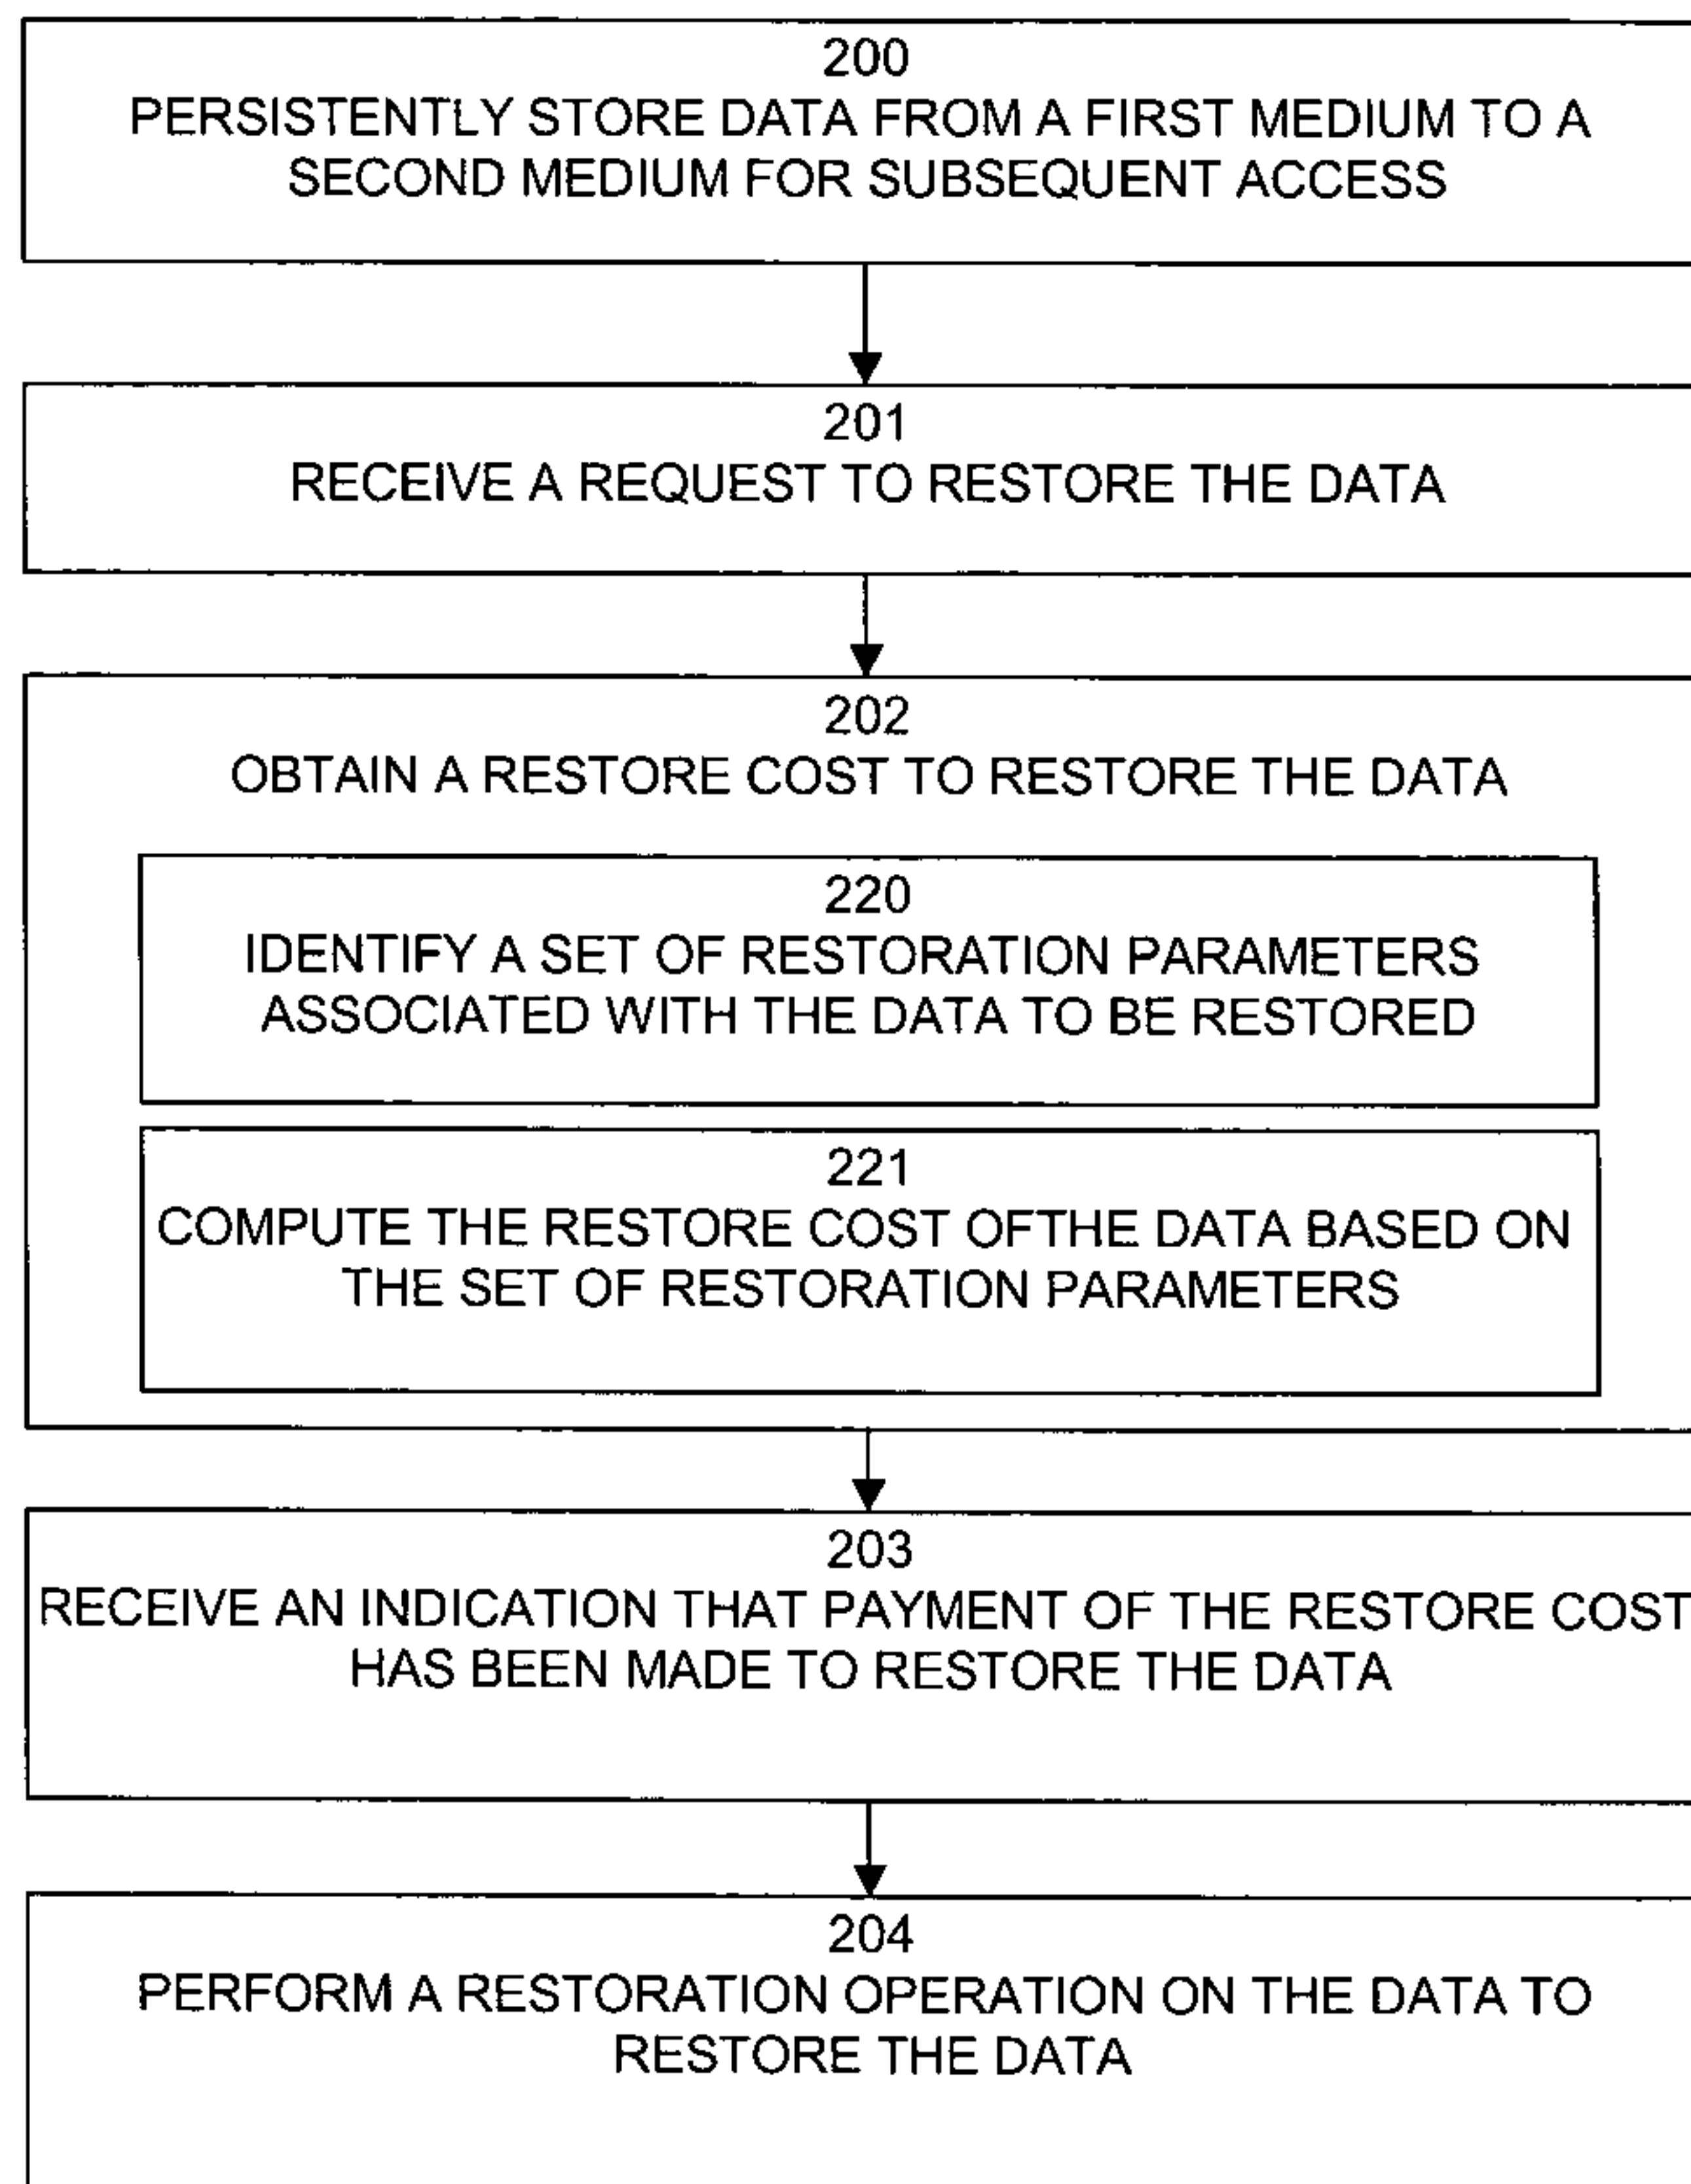 200
PERSISTENTLY STORE DATA FROM A FIRST MEDIUM TO A
SECOND MEDIUM FOR SUBSEQUENT ACCESS
201
RECEIVE A REQUEST TO RESTORE THE DATA
202
OBTAIN A RESTORE COST TO RESTORE THE DATA
220
IDENTIFY A SET OF RESTORATION PARAMETERS
ASSOCIATED WITH THE DATA TO BE RESTORED
221
COMPUTE THE RESTORE COST OFTHE DATA BASED ON
THE SET OF RESTORATION PARAMETERS
203
RECEIVE AN INDICATION THAT PAYMENT OF THE RESTORE COST
HAS BEEN MADE TO RESTORE THE DATA
204
PERFORM A RESTORATION OPERATION ON THE DATA TO
RESTORE THE DATA